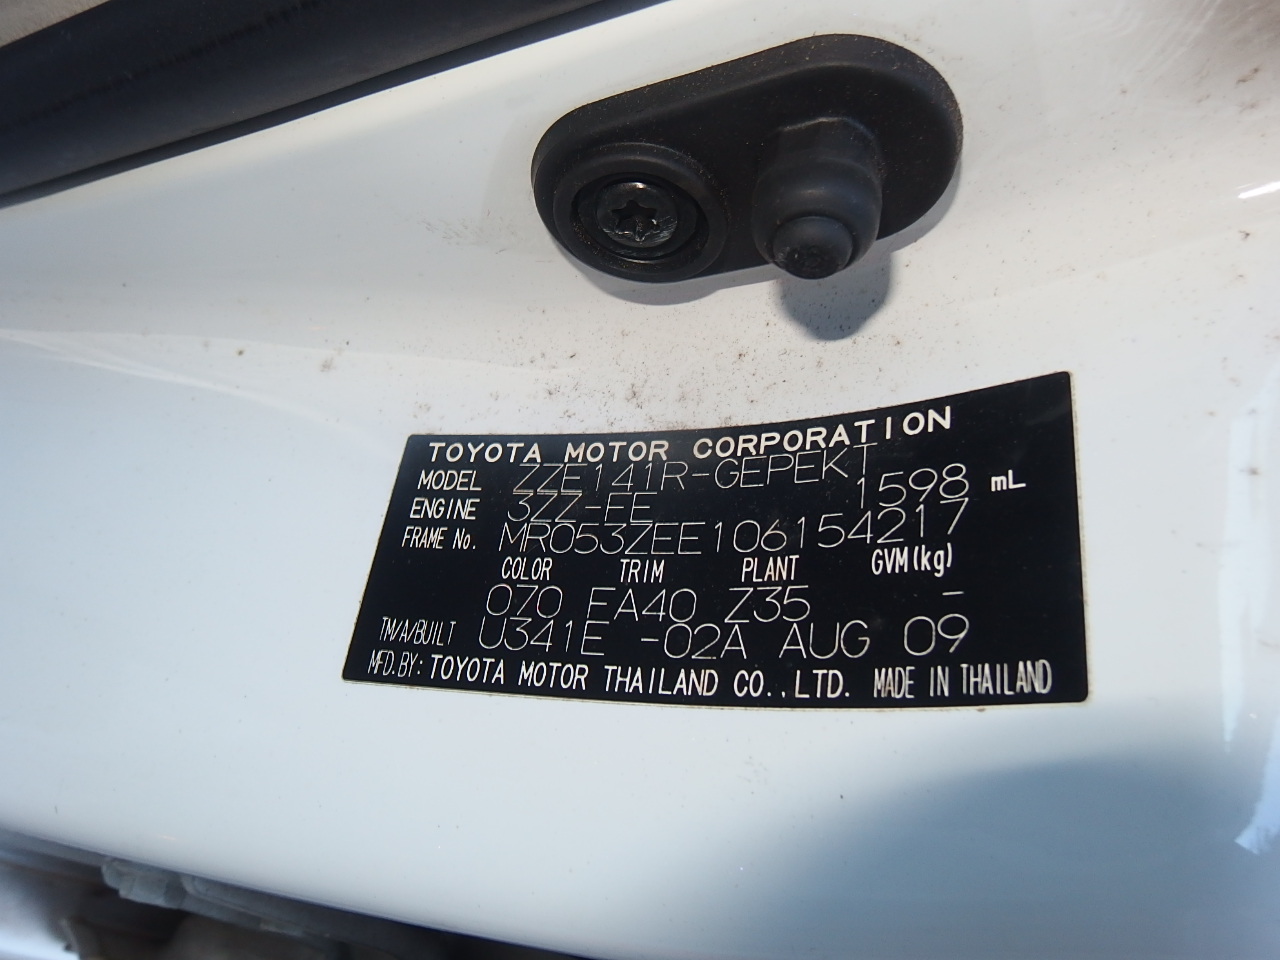 TOYOTA MOTOR CORPORATION
MODEL ZZE141R-GEPEKT
ENGINE 3ZZ-FE 1598 mL
FRAME No. MR053ZEE106154217
COLOR TRIM PLANT GVM(kg)
070 FA40 Z35 -
TM/A/BUILT U341E -02A AUG 09
MFD.BY: TOYOTA MOTOR THAILAND CO.,LTD. MADE IN THAILAND